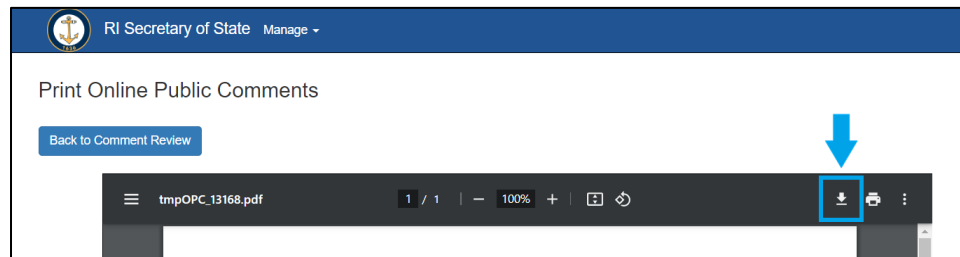 RI Secretary of State Manage
Print Online Public Comments
Back to Comment Review
tmpOPC_13168.pdf 1 / 1 | − 100% + |